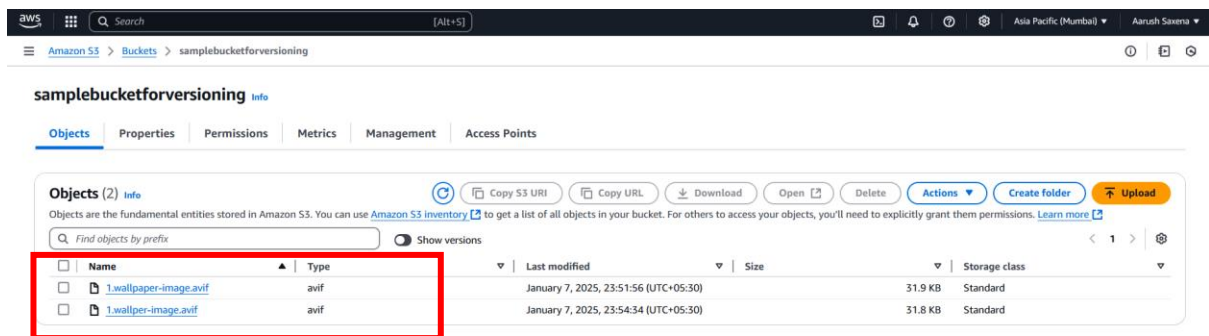 aws Search [Alt+S] Asia Pacific (Mumbai) ▼ Aarush Saxena ▼
Amazon S3 > Buckets > samplebucketforversioning
samplebucketforversioning Info
Objects Properties Permissions Metrics Management Access Points
Objects (2) Info Copy S3 URI Copy URL Download Open Delete Actions ▼ Create folder Upload
Objects are the fundamental entities stored in Amazon S3. You can use Amazon S3 inventory to get a list of all objects in your bucket. For others to access your objects, you'll need to explicitly grant them permissions. Learn more
Find objects by prefix Show versions < 1 >
Name ▲ Type ▽ Last modified ▽ Size ▽ Storage class ▽
1.wallpaper-image.avif avif January 7, 2025, 23:51:56 (UTC+05:30) 31.9 KB Standard
1.wallper-image.avif avif January 7, 2025, 23:54:34 (UTC+05:30) 31.8 KB Standard